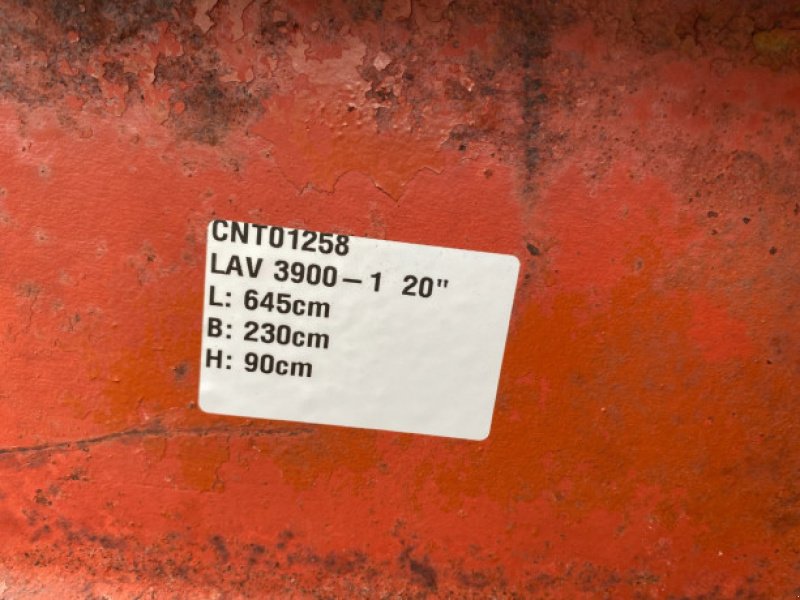 CNT01258
LAV 3900-1 20"
L: 645cm
B: 230cm
H: 90cm